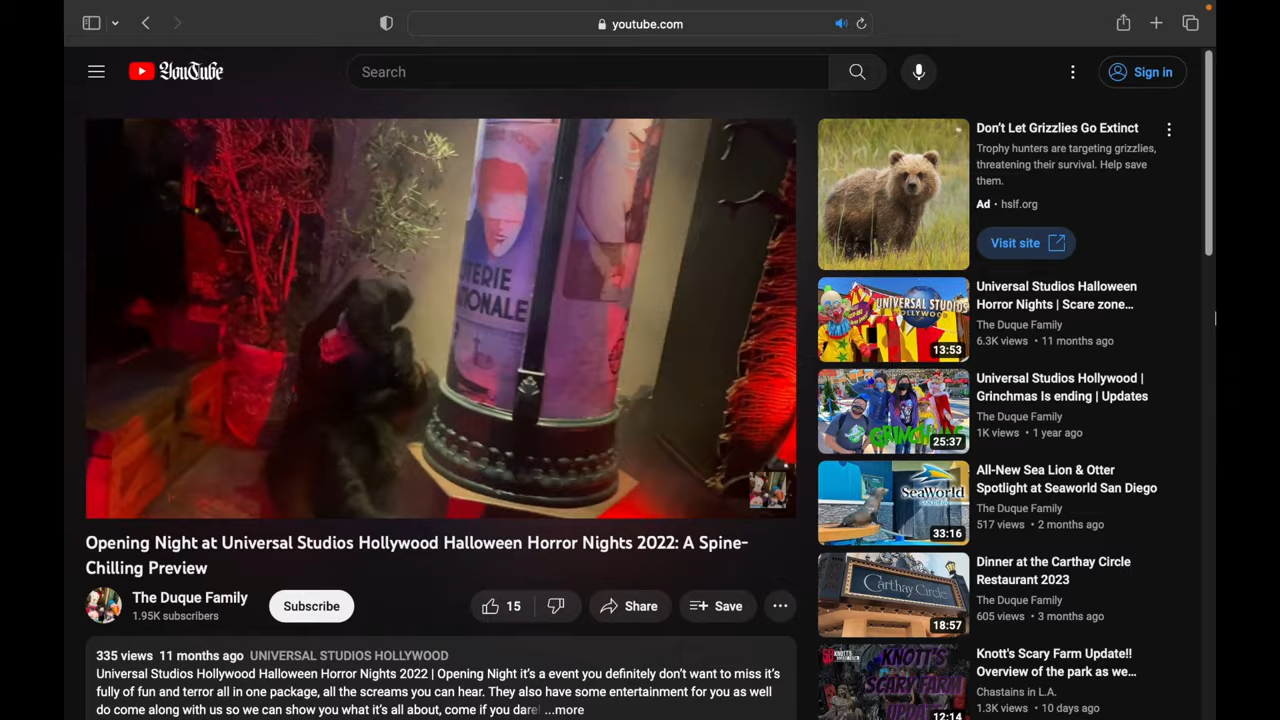 youtube.com
YouTube
Search
Sign in
OTERIE
NATIONALE
Don't Let Grizzlies Go Extinct
Trophy hunters are targeting grizzlies,
threatening their survival. Help save
them.
Ad • hslf.org
Visit site
UNIVERSAL STUDIOS
HOLLYWOOD
13:53
Universal Studios Halloween
Horror Nights | Scare zone…
The Duque Family
6.3K views • 11 months ago
GRINCHMAS
25:37
Universal Studios Hollywood |
Grinchmas Is ending | Updates
The Duque Family
1K views • 1 year ago
SeaWorld
33:16
All-New Sea Lion & Otter
Spotlight at Seaworld San Diego
The Duque Family
517 views • 2 months ago
Carthay Circle
18:57
Dinner at the Carthay Circle
Restaurant 2023
The Duque Family
605 views • 3 months ago
KNOTT'S
SCARY FARM
UPDATE
12:14
Knott's Scary Farm Update!!
Overview of the park as we…
Chastains in L.A.
1.3K views • 10 days ago
Opening Night at Universal Studios Hollywood Halloween Horror Nights 2022: A Spine-
Chilling Preview
The Duque Family
1.95K subscribers
Subscribe
15
Share
Save
335 views 11 months ago UNIVERSAL STUDIOS HOLLYWOOD
Universal Studios Hollywood Halloween Horror Nights 2022 | Opening Night it's a event you definitely don't want to miss it's
fully of fun and terror all in one package, all the screams you can hear. They also have some entertainment for you as well
do come along with us so we can show you what it's all about, come if you dare! ...more